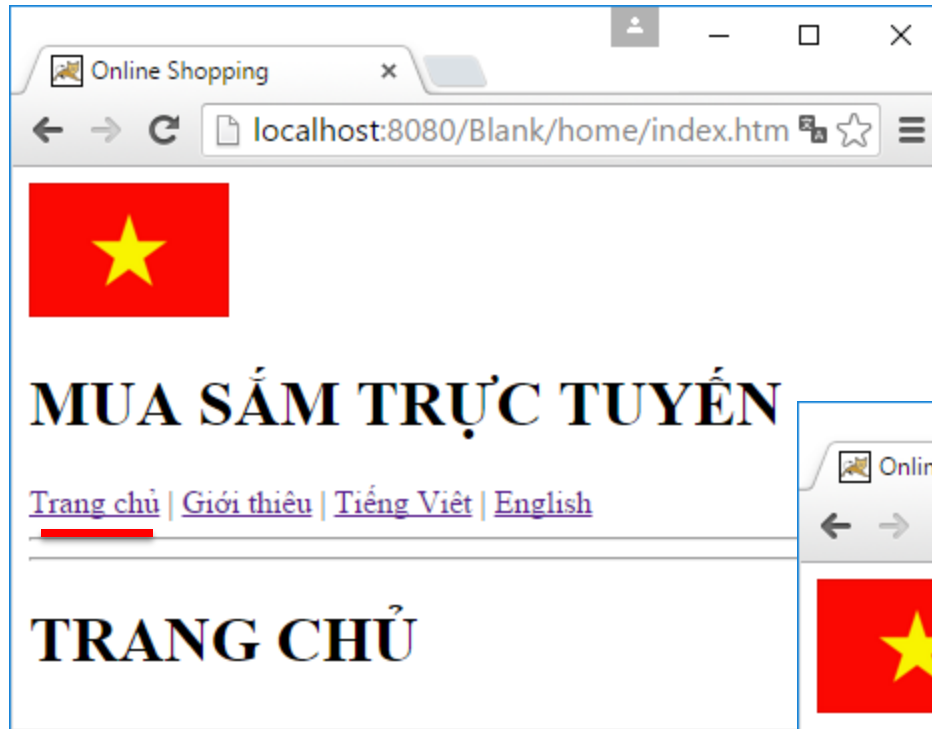 Online Shopping
localhost:8080/Blank/home/index.htm
MUA SẮM TRỰC TUYẾN
Trang chủ | Giới thiêu | Tiếng Viêt | English
TRANG CHỦ
Onlin